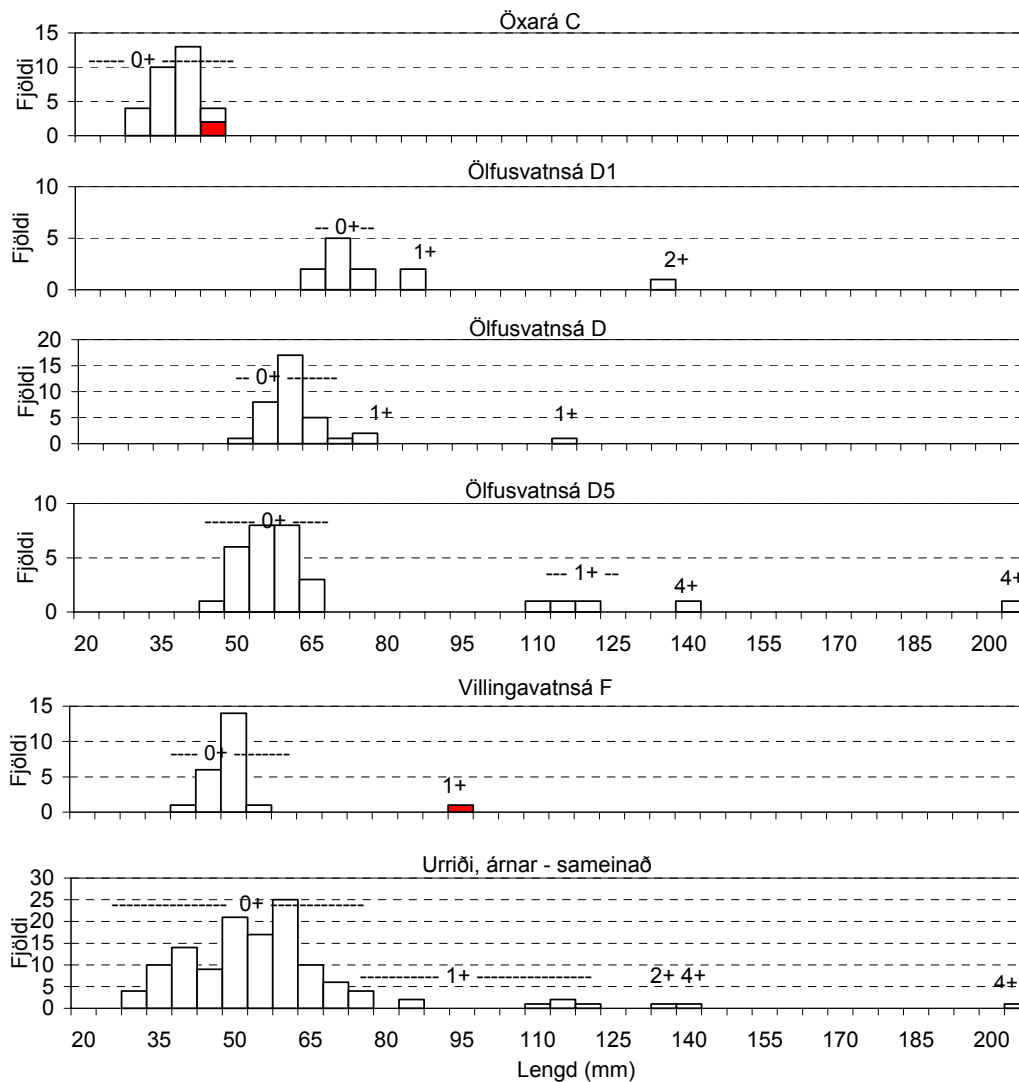 Öxará C
15
10
5
0
Fjöldi
----- 0+ --------------
Ölfusvatnsá D1
10
5
0
Fjöldi
-- 0+--
1+
2+
Ölfusvatnsá D
20
15
10
5
0
Fjöldi
-- 0+ -------
1+
1+
Ölfusvatnsá D5
10
5
0
Fjöldi
------- 0+ -----
--- 1+ --
4+
4+
20 35 50 65 95 110 125 140 155 170 185 200
Villingavatnsá F
15
10
5
0
Fjöldi
---- 0+ --------
1+
Urriði, árnar - sameinað
30
25
20
15
10
5
0
Fjöldi
---------------- 0+ -------------
----------- 1+ ----------------
2+ 4+
4+
20 35 50 65 95 110 125 140 155 170 185 200
Lengd (mm)